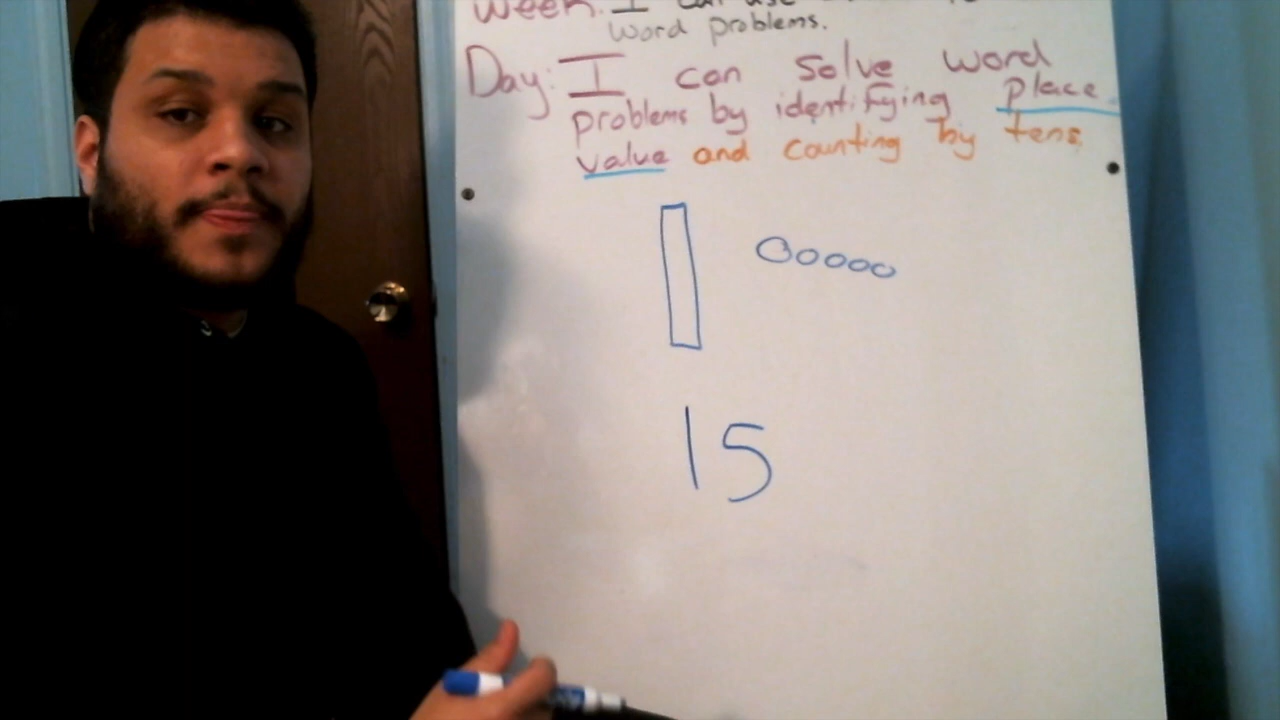 Week: I can use
word problems.
Day: I can solve word
problems by identifying place
value and counting by tens.
15